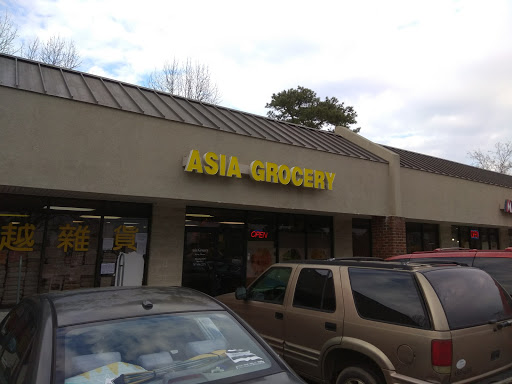 ASIA GROCERY
OPEN
越雜貨